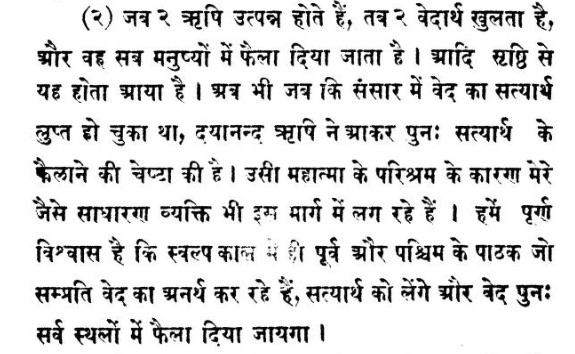 (२) जब २ ऋषि उत्पन्न होते हैं, तब २ वेदार्थ खुलता है,
और वह सब मनुष्यों में फैला दिया जाता है । आदि सृष्ठि से
यह होता आया है । अब भी जब कि संसार में वेद का सत्यार्थ
लुप्त हो चुका था, दयानन्द ऋषि ने आकर पुनः सत्यार्थ के
फैलाने की चेष्टा की है । उसी महात्मा के परिश्रम के कारण मेरे
जैसे साधारण व्यक्ति भी इस मार्ग में लग रहे हैं । हमें पूर्ण
विश्वास है कि स्वल्प काल में ही पूर्व और पश्चिम के पाठक जो
सम्प्रति वेद का अनर्थ कर रहे हैं, सत्यार्थ को लेंगे और वेद पुनः
सर्व स्थलों में फैला दिया जायगा ।